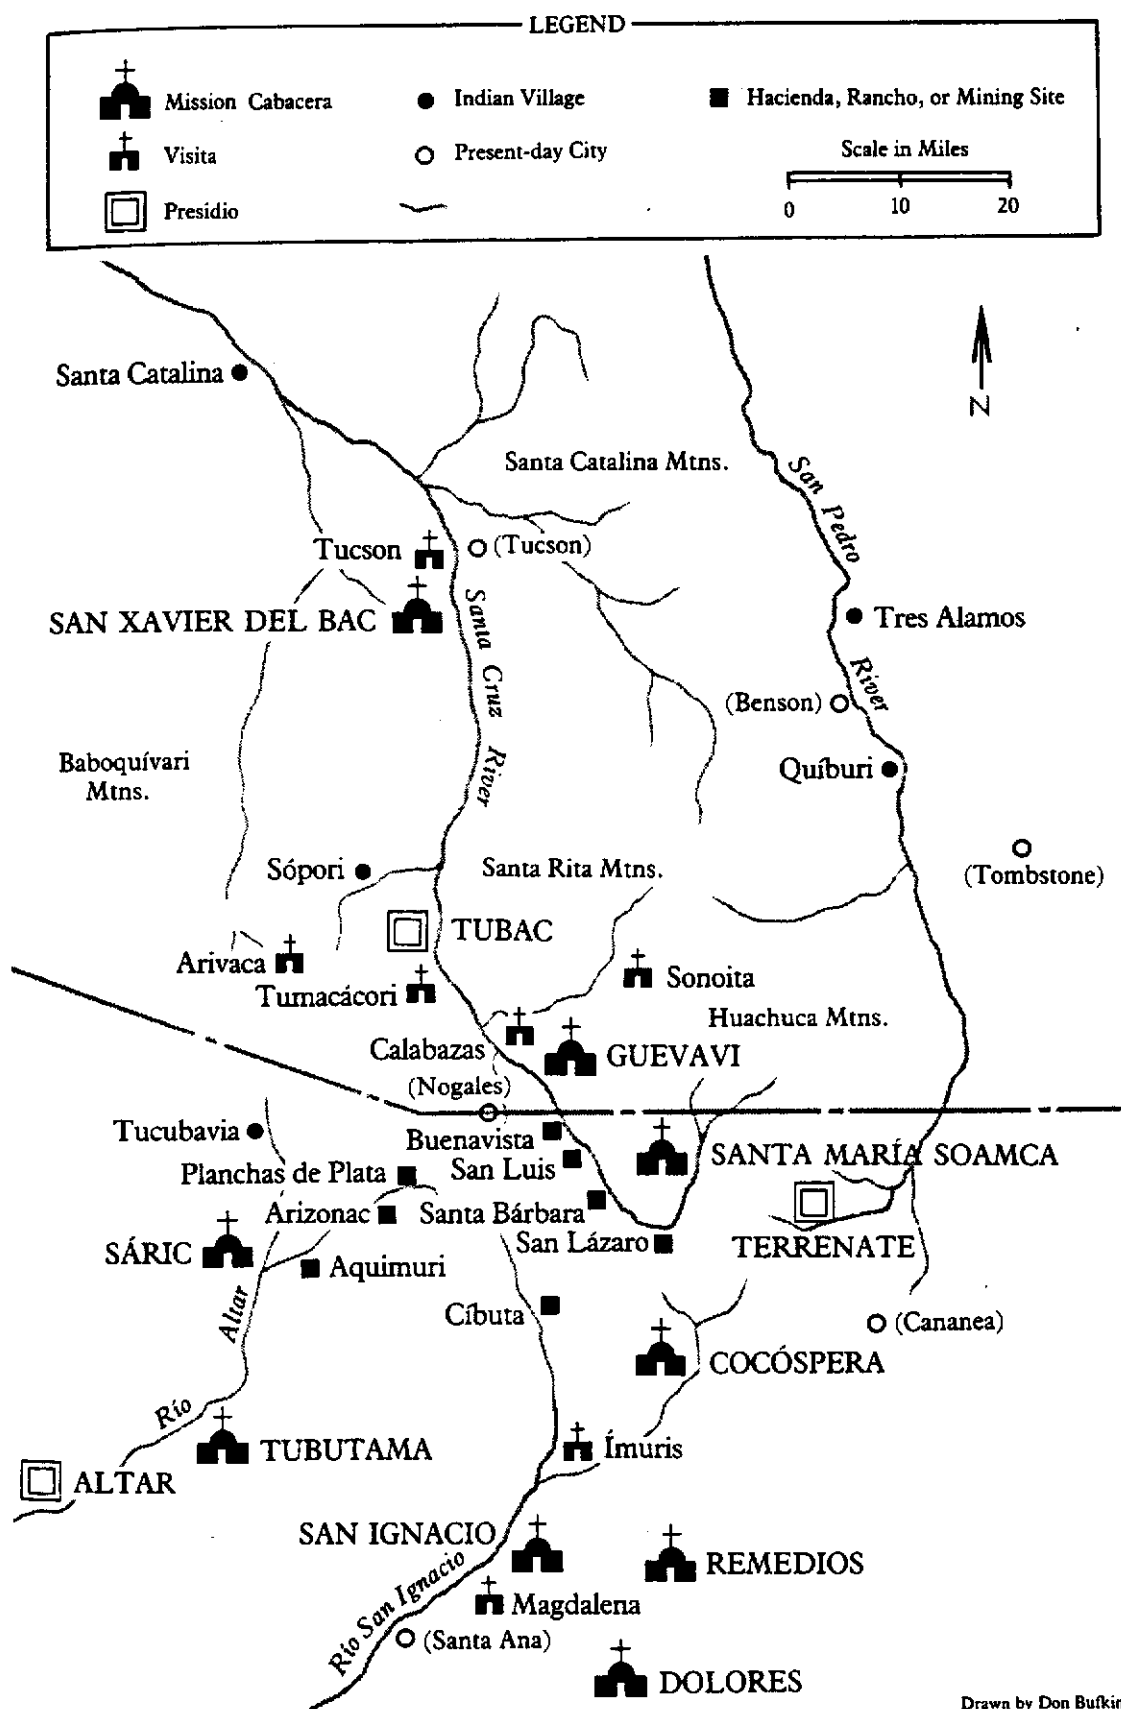 LEGEND
Mission Cabacera
Indian Village
Hacienda, Rancho, or Mining Site
Visita
Present-day City
Scale in Miles
Presidio
0 10 20
Santa Catalina
N
Santa Catalina Mtns.
San Pedro
Tucson
(Tucson)
SAN XAVIER DEL BAC
Santa Cruz
Tres Alamos
River
(Benson)
Baboquívari
Mtns.
River
Quíburi
Sópori
Santa Rita Mtns.
(Tombstone)
TUBAC
Arivaca
Tumacácori
Sonoita
Huachuca Mtns.
Calabazas
GUEVAVI
(Nogales)
Tucubavia
Buenavista
San Luis
SANTA MARÍA SOAMCA
Planchas de Plata
Arizonac
Santa Bárbara
San Lázaro
TERRENATE
SÁRIC
Aquimuri
Altar
Cíbuta
(Cananea)
COCÓSPERA
Río
TUBUTAMA
Ímuris
ALTAR
SAN IGNACIO
REMEDIOS
Río San Ignacio
Magdalena
(Santa Ana)
DOLORES
Drawn by Don Bufkin